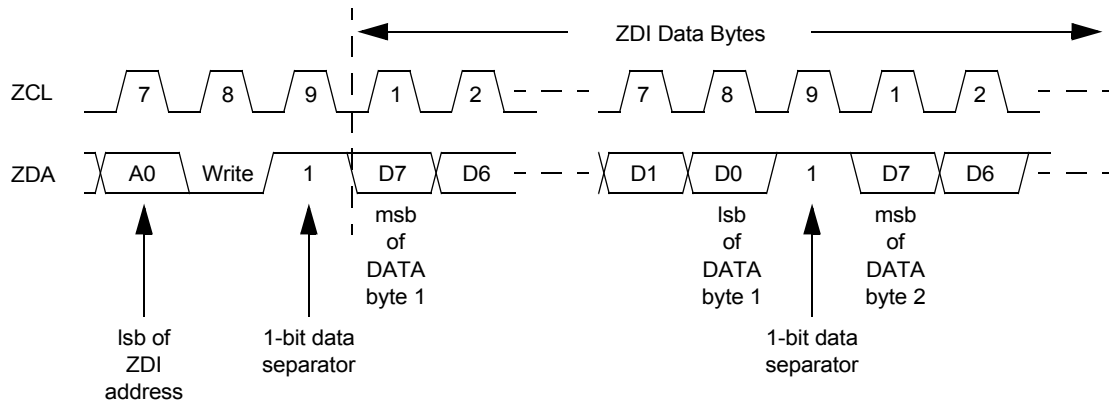 ZDI Data Bytes
ZCL 7 8 9 1 2 7 8 9 1 2
ZDA A0 Write 1 D7 D6 D1 D0 1 D7 D6
msb
of
DATA
byte 1
lsb
of
DATA
byte 1
msb
of
DATA
byte 2
lsb of
ZDI
address
1-bit data
separator
1-bit data
separator